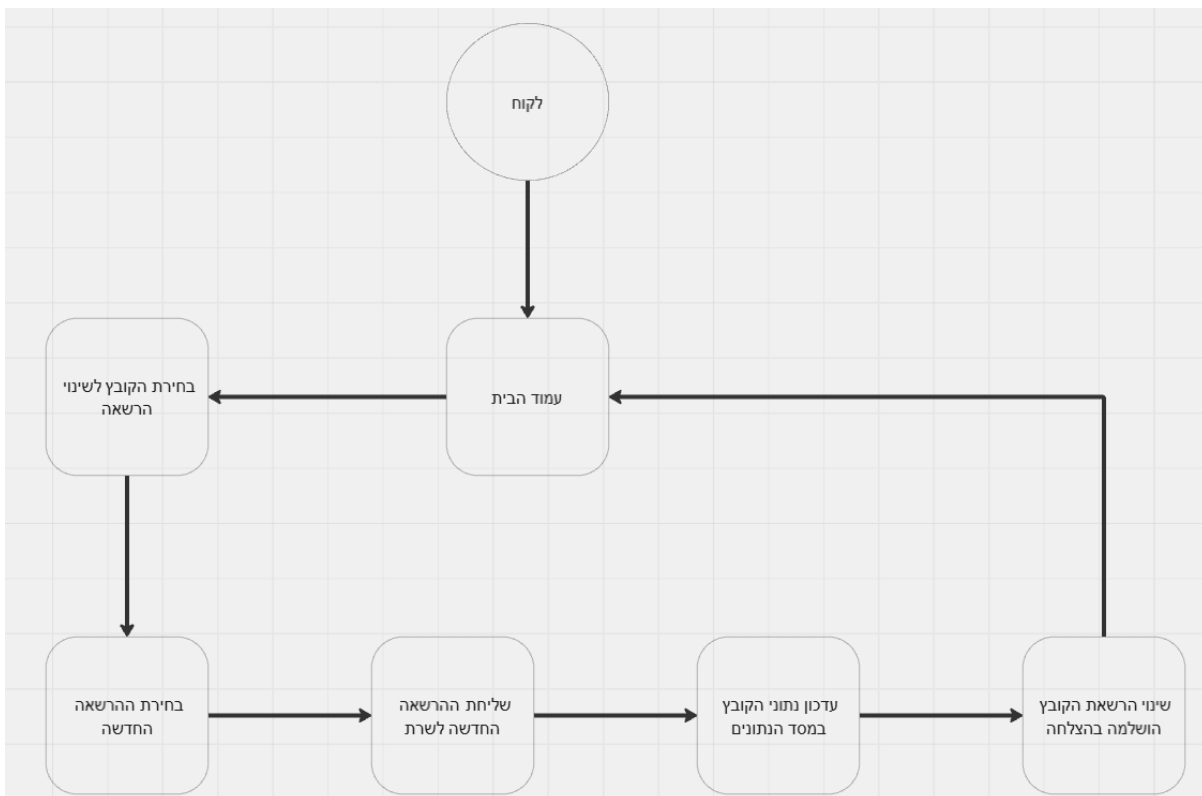 לקוח
עמוד הבית
בחירת הקובץ לשינוי
הרשאה
בחירת ההרשאה
החדשה
שליחת ההרשאה
החדשה לשרת
עדכון נתוני הקובץ
במסד הנתונים
שינוי הרשאת הקובץ
הושלמה בהצלחה